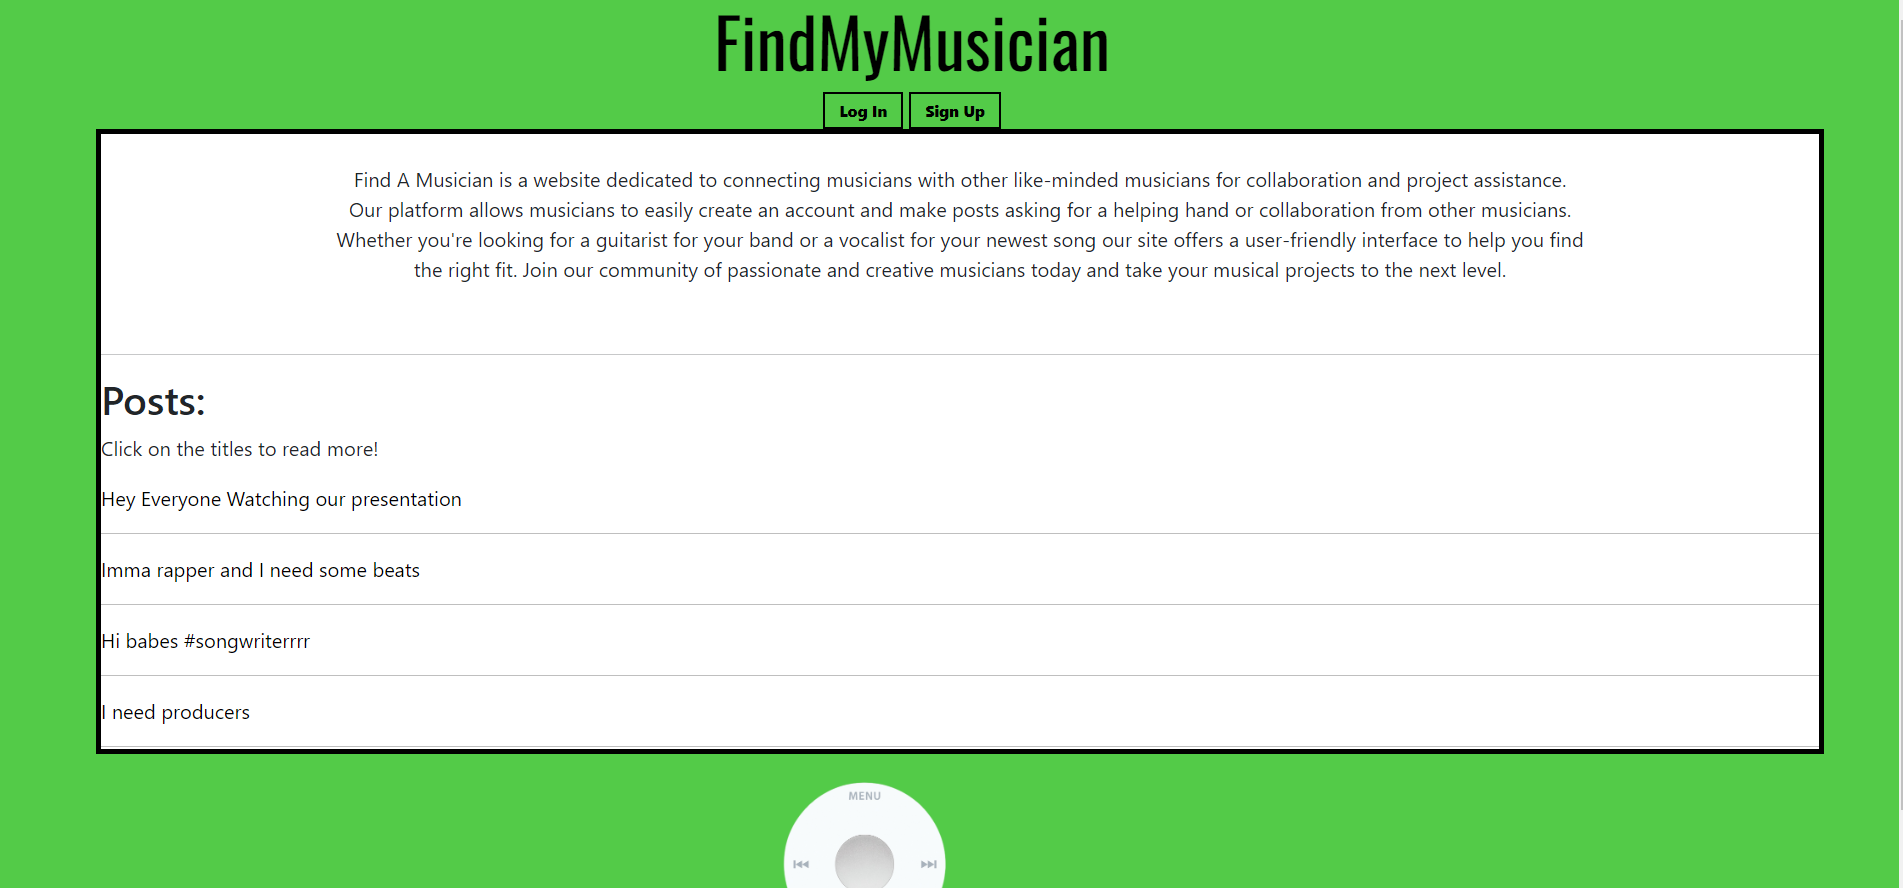 FindMyMusician
Log In Sign Up
Find A Musician is a website dedicated to connecting musicians with other like-minded musicians for collaboration and project assistance.
Our platform allows musicians to easily create an account and make posts asking for a helping hand or collaboration from other musicians.
Whether you're looking for a guitarist for your band or a vocalist for your newest song our site offers a user-friendly interface to help you find
the right fit. Join our community of passionate and creative musicians today and take your musical projects to the next level.
Posts:
Click on the titles to read more!
Hey Everyone Watching our presentation
Imma rapper and I need some beats
Hi babes #songwriterrrr
I need producers
MENU